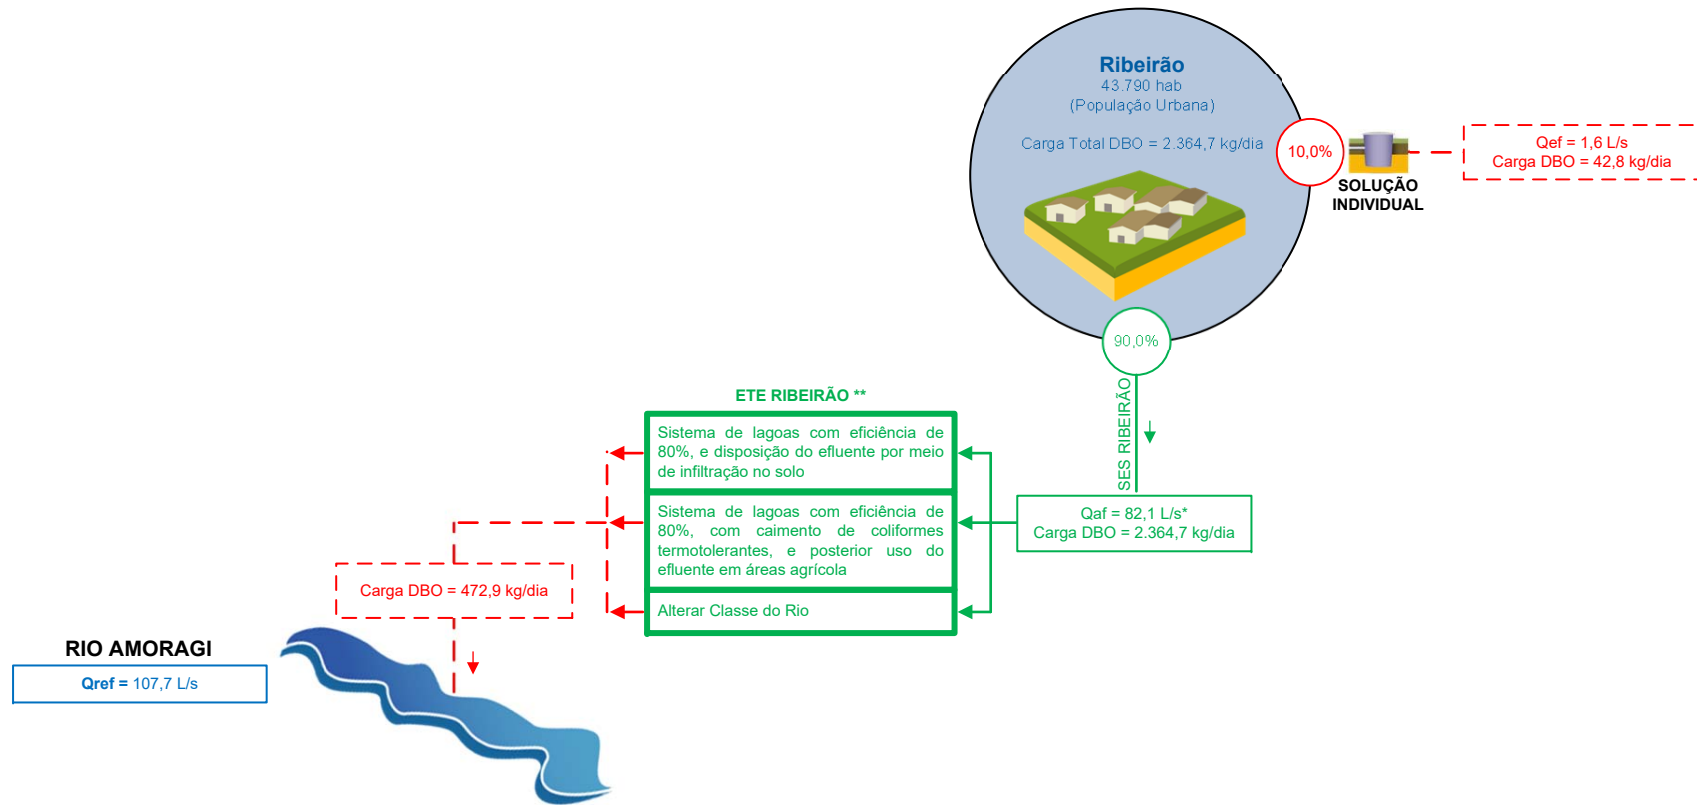 Ribeirão
43.790 hab
(População Urbana)
Carga Total DBO = 2.364,7 kg/dia
10,0%
SOLUÇÃO
INDIVIDUAL
Qef = 1,6 L/s
Carga DBO = 42,8 kg/dia
90,0%
SES RIBEIRÃO
Qaf = 82,1 L/s*
Carga DBO = 2.364,7 kg/dia
ETE RIBEIRÃO **
Sistema de lagoas com eficiência de
80%, e disposição do efluente por meio
de infiltração no solo
Sistema de lagoas com eficiência de
80%, com caimento de coliformes
termotolerantes, e posterior uso do
efluente em áreas agrícola
Alterar Classe do Rio
Carga DBO = 472,9 kg/dia
RIO AMORAGI
Qref = 107,7 L/s